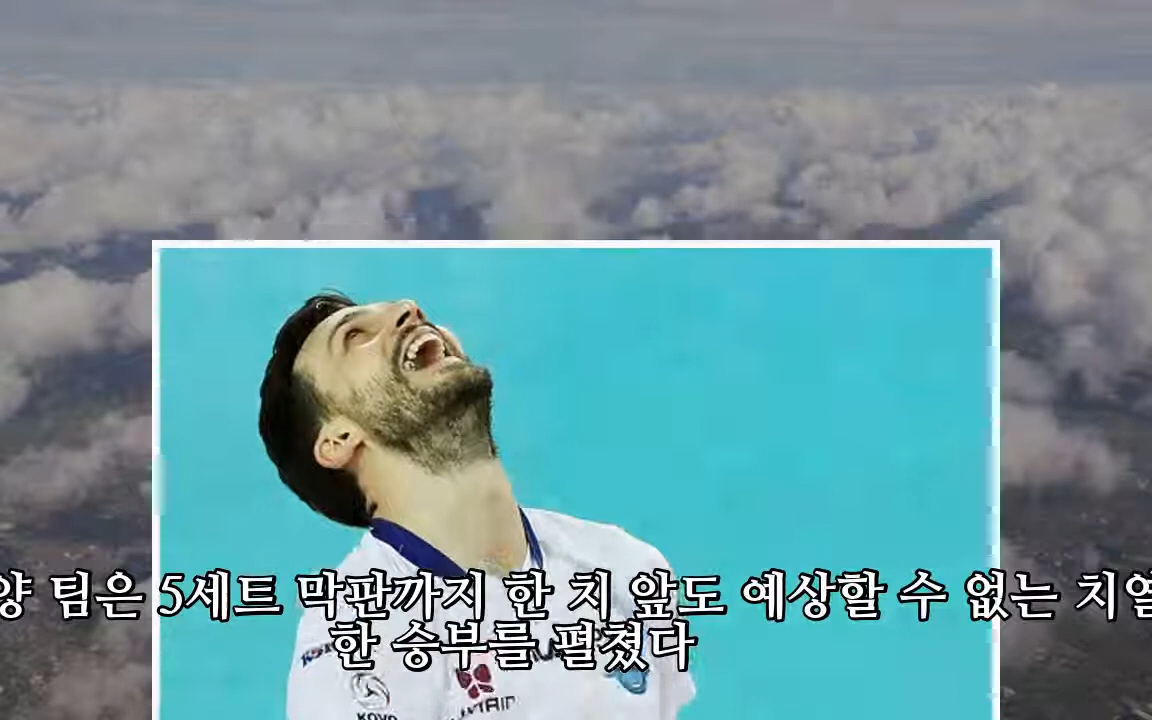 양 팀은 5세트 막판까지 한 치 앞도 예상할 수 없는 치열
한 승부를 펼쳤다
KOVO